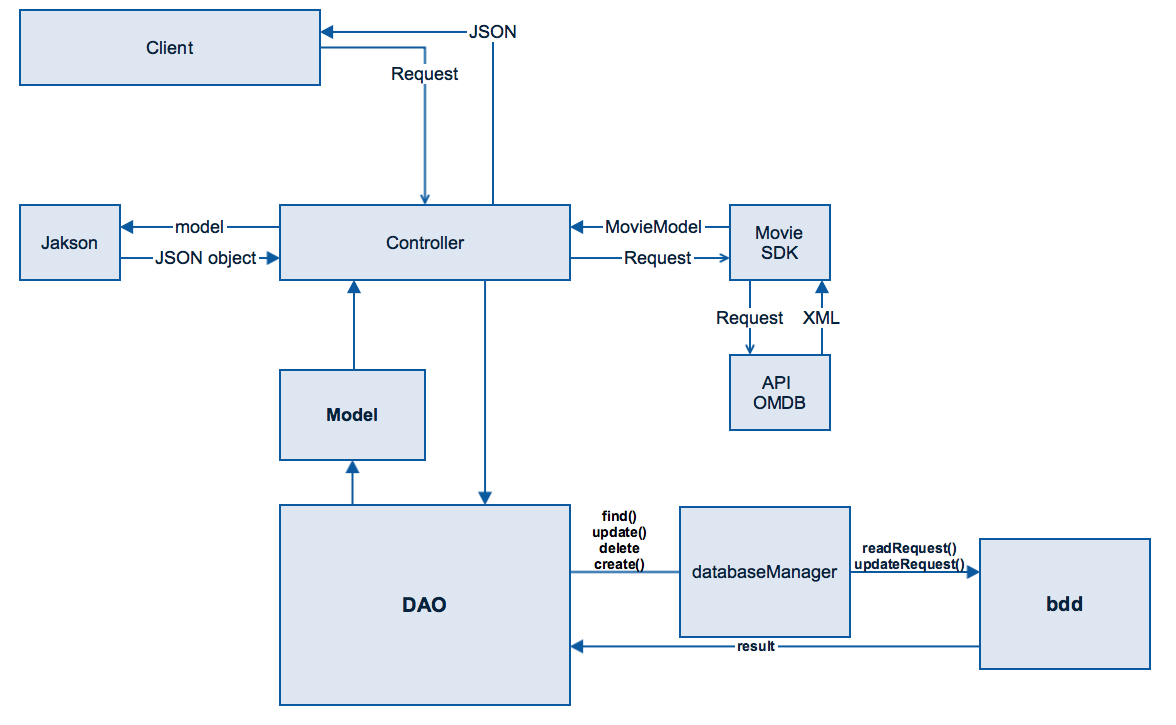 JSON
Client
Request
Jakson
model
JSON object
Controller
MovieModel
Request
Movie
SDK
Request
XML
API
OMDB
Model
DAO
find()
update()
delete
create()
databaseManager
readRequest()
updateRequest()
bdd
result